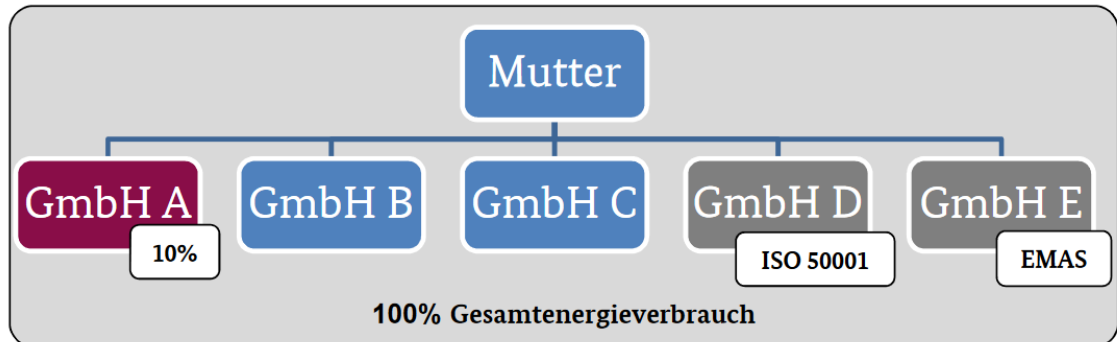 Mutter
GmbH A
GmbH B
GmbH C
GmbH D
GmbH E
10%
ISO 50001
EMAS
100% Gesamtenergieverbrauch